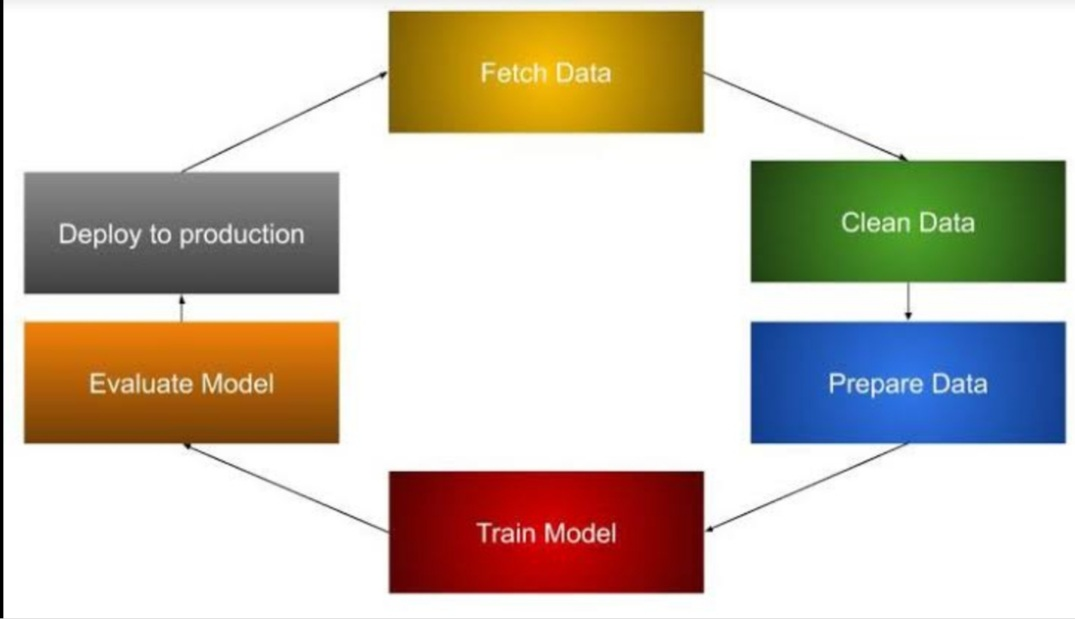 Fetch Data
Clean Data
Prepare Data
Train Model
Evaluate Model
Deploy to production